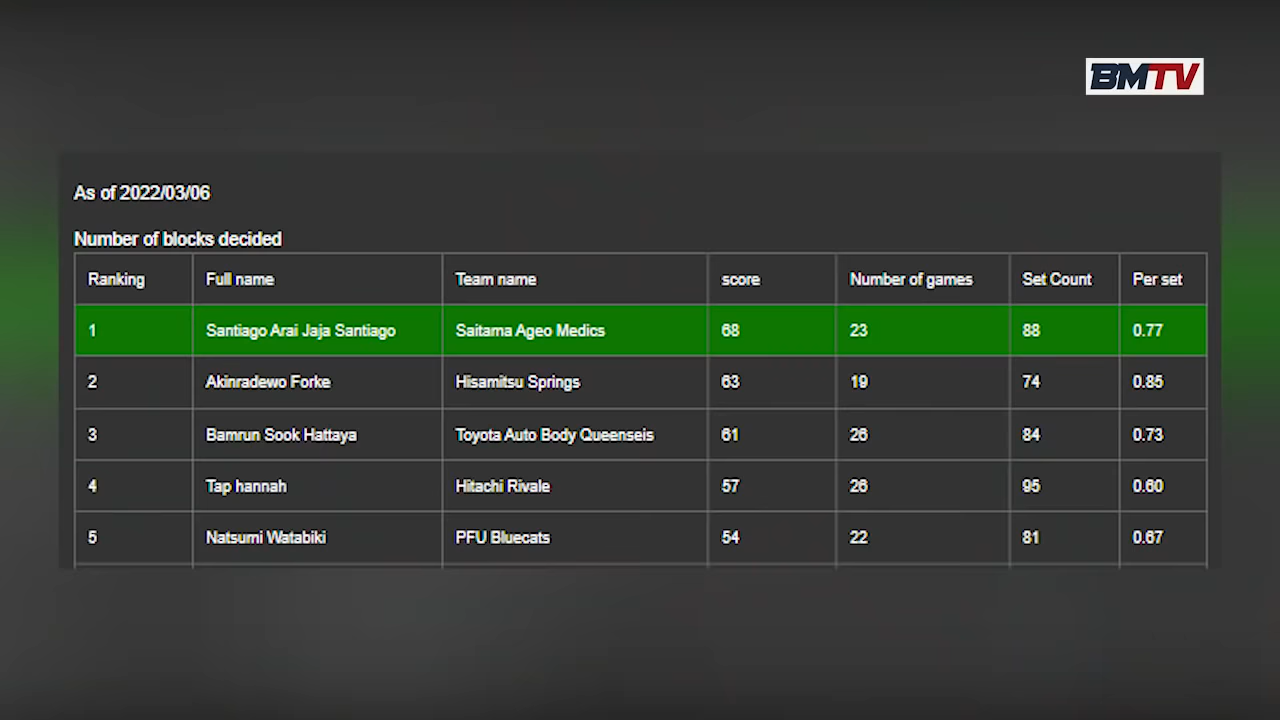 BMTV
As of 2022/03/06
Number of blocks decided
Ranking Full name Team name score Number of games Set Count Per set
1 Santiago Arai Jaja Santiago Saitama Ageo Medics 68 23 88 0.77
2 Akinradewo Forke Hisamitsu Springs 63 19 74 0.85
3 Bamrun Sook Hattaya Toyota Auto Body Queenseis 61 26 84 0.73
4 Tap hannah Hitachi Rivale 57 26 95 0.60
5 Natsumi Watabiki PFU Bluecats 54 22 81 0.67